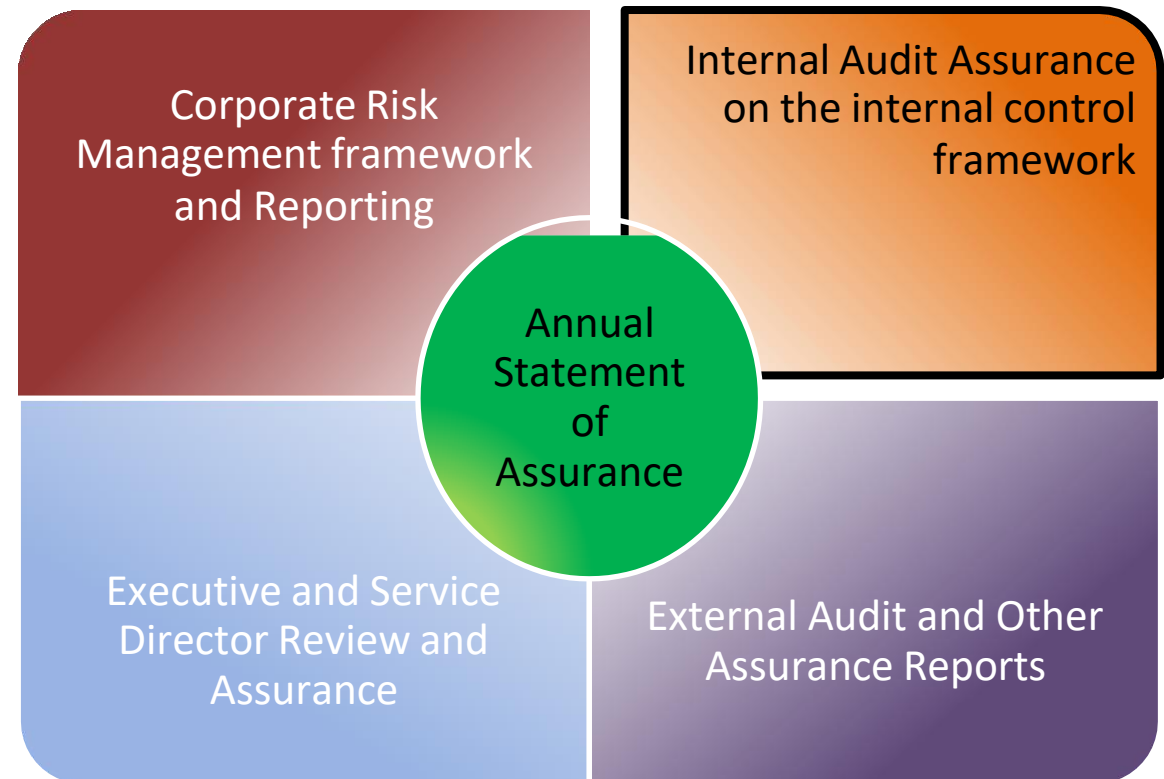 Corporate Risk
Management framework
and Reporting
Internal Audit Assurance
on the internal control
framework
Annual
Statement
of
Assurance
Executive and Service
Director Review and
Assurance
External Audit and Other
Assurance Reports